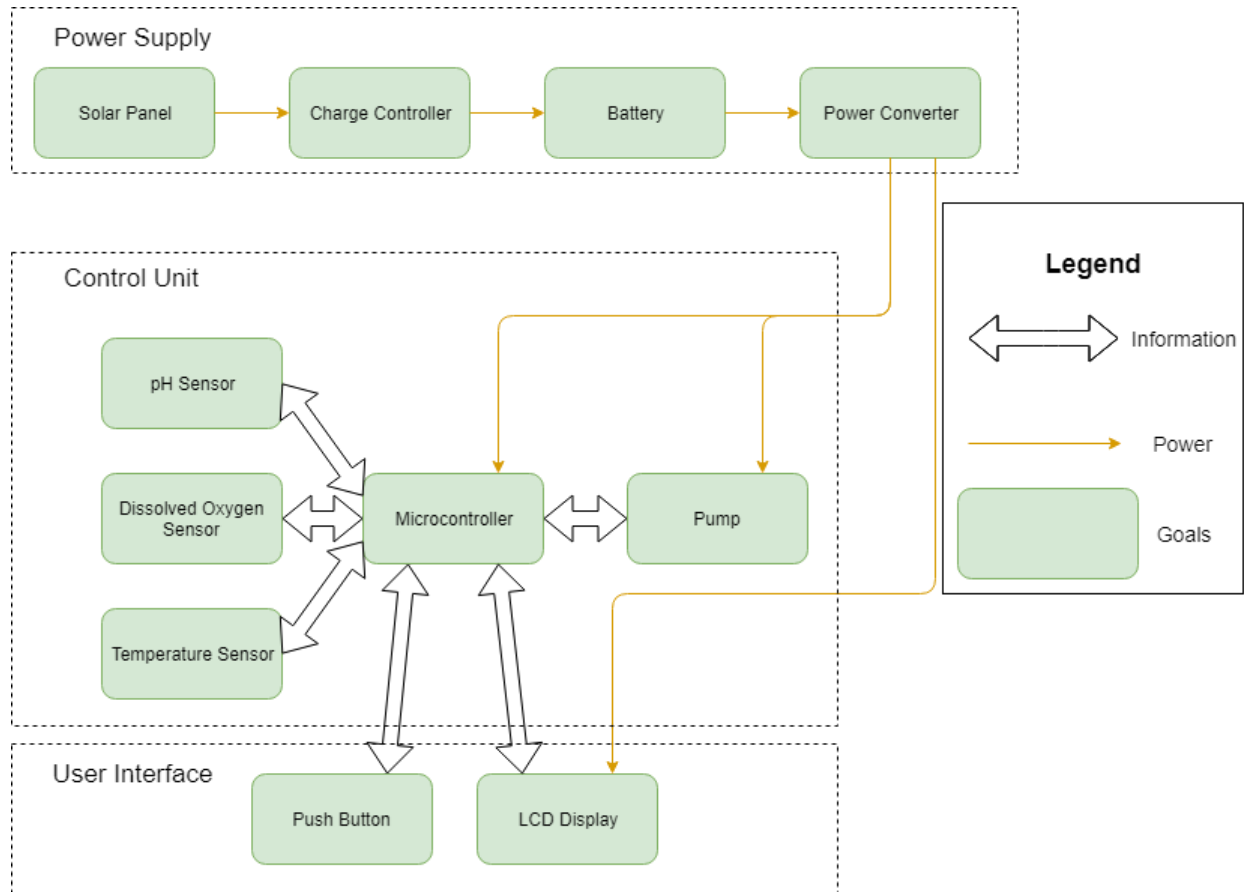 Power Supply
Solar Panel
Charge Controller
Battery
Power Converter
Legend
Information
Power
Goals
Control Unit
pH Sensor
Dissolved Oxygen
Sensor
Microcontroller
Pump
Temperature Sensor
User Interface
Push Button
LCD Display